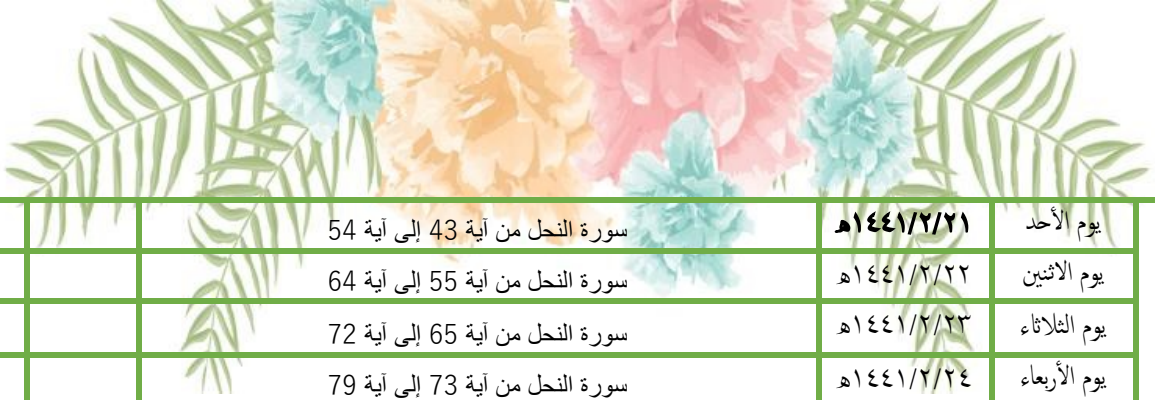 يوم الأحد ١٤٤١/٢/٢١هـ سورة النحل من آية 43 إلى آية 54
يوم الاثنين ١٤٤١/٢/٢٢هـ سورة النحل من آية 55 إلى آية 64
يوم الثلاثاء ١٤٤١/٢/٢٣هـ سورة النحل من آية 65 إلى آية 72
يوم الأربعاء ١٤٤١/٢/٢٤هـ سورة النحل من آية 73 إلى آية 79